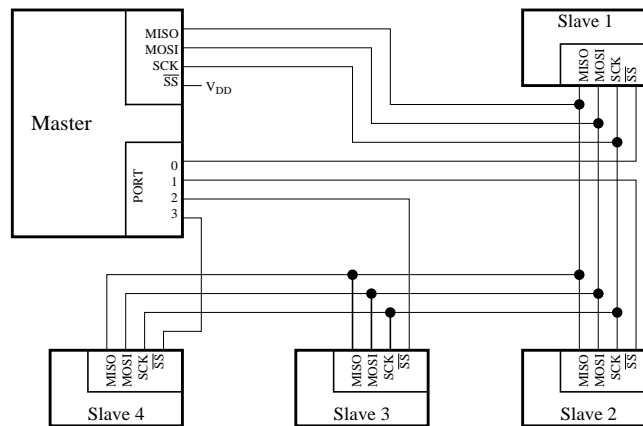 Slave 1
MISO
MOSI
SCK
SS
MISO
MOSI
SCK
SS
V_DD
Master
PORT
0
1
2
3
MISO
MOSI
SCK
SS
Slave 4
MISO
MOSI
SCK
SS
Slave 3
MISO
MOSI
SCK
SS
Slave 2